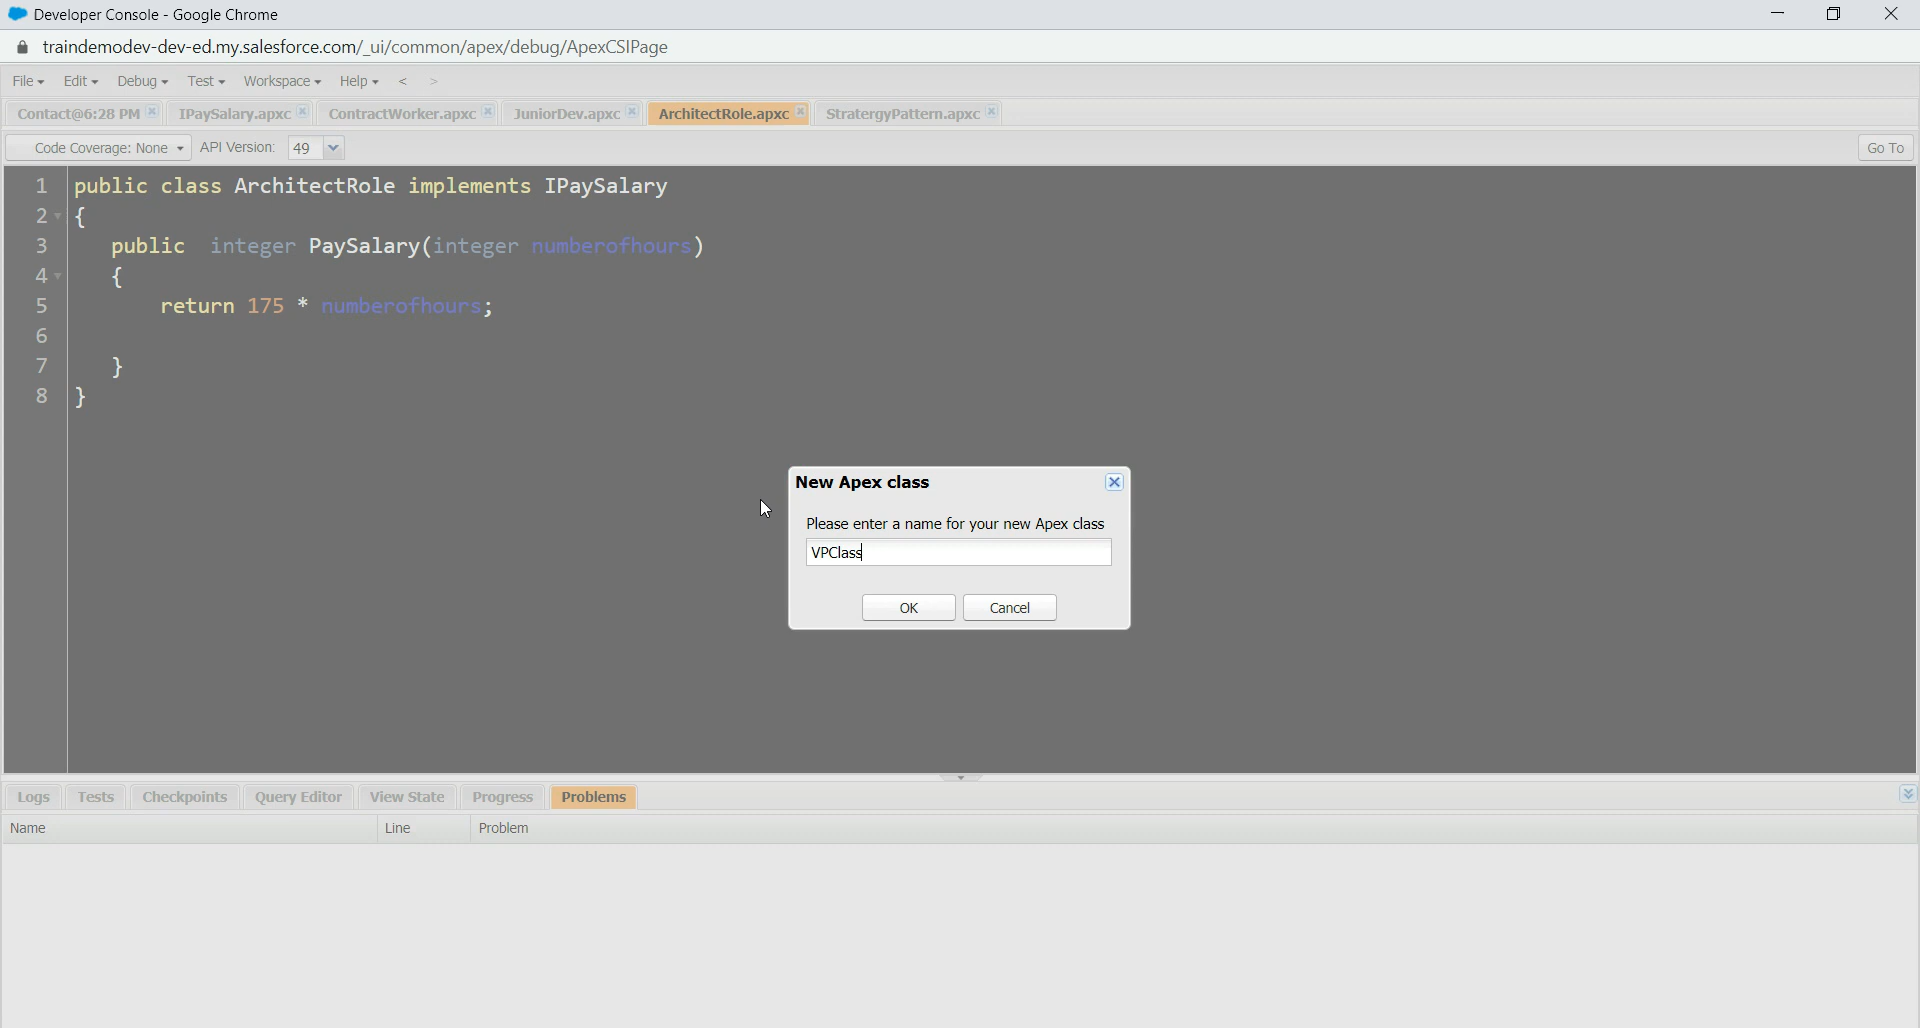 Developer Console - Google Chrome
traindemodev-dev-ed.my.salesforce.com/_ui/common/apex/debug/ApexCSIPage
File Edit Debug Test Workspace Help < >
Contact@6:28 PM IPaySalary.apxc ContractWorker.apxc JuniorDev.apxc ArchitectRole.apxc StratergyPattern.apxc
Code Coverage: None API Version: 49 Go To
1 public class ArchitectRole implements IPaySalary
2 {
3 public integer PaySalary(integer numberofhours)
4 {
5 return 175 * numberofhours;
6
7 }
8 }
New Apex class
Please enter a name for your new Apex class
VPClass
OK Cancel
Logs Tests Checkpoints Query Editor View State Progress Problems
Name Line Problem